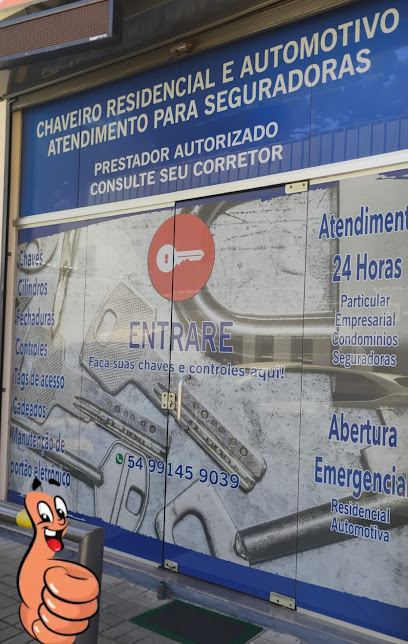 CHAVEIRO RESIDENCIAL E AUTOMOTIVO
ATENDIMENTO PARA SEGURADORAS
PRESTADOR AUTORIZADO
CONSULTE SEU CORRETOR
Chaves
Cilindros
Fechaduras
Controles
Tags de acesso
Cadeados
Manutenção de
portão eletrônico
ENTRARE
Faça suas chaves e controles aqui!
54 99145 9039
Atendiment
24 Horas
Particular
Empresarial
Condomínios
Seguradoras
Abertura
Emergencia
Residencial
Automotiva